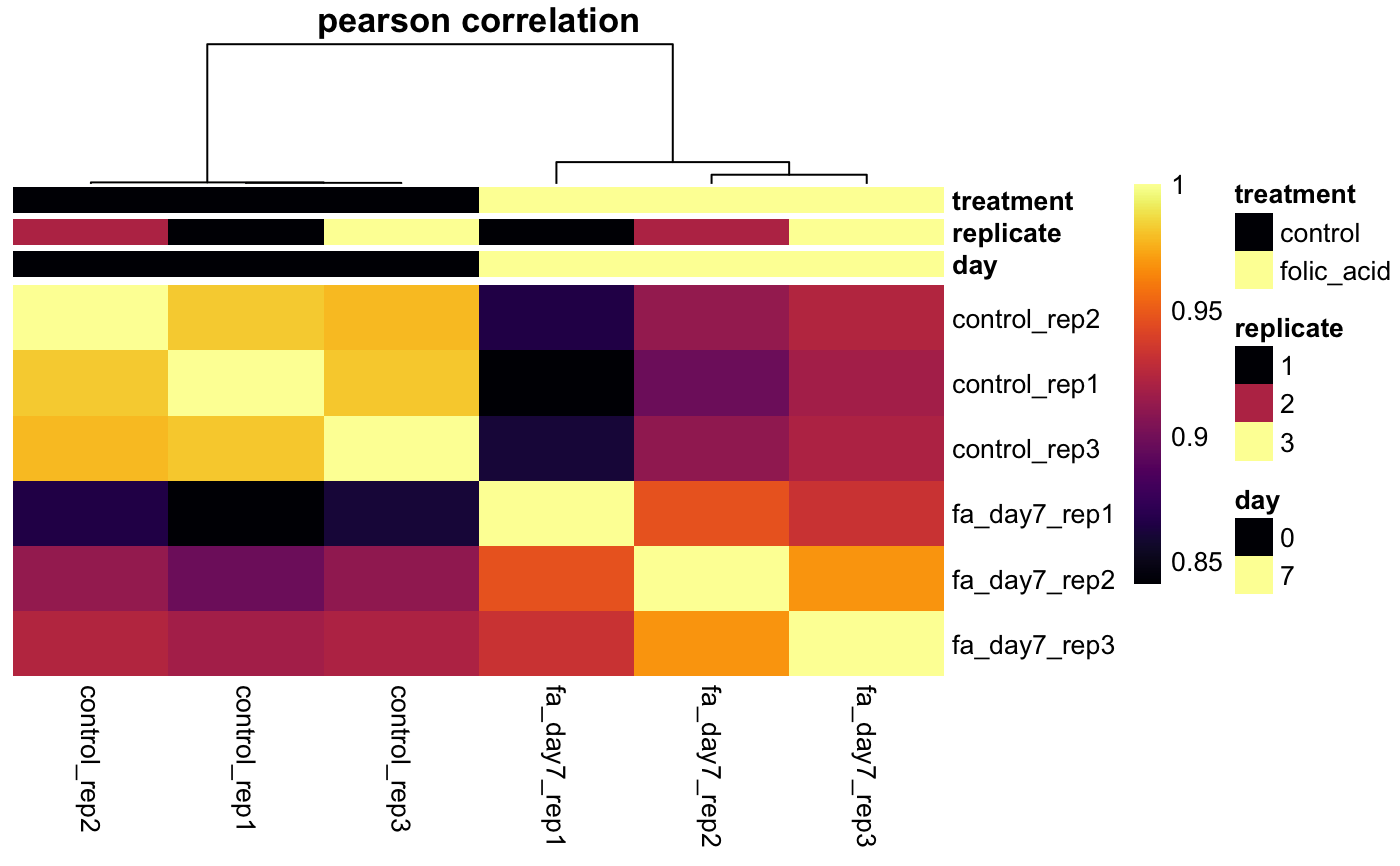 pearson correlation
treatment
replicate
day
control_rep2
control_rep1
control_rep3
fa_day7_rep1
fa_day7_rep2
fa_day7_rep3
control_rep2
control_rep1
control_rep3
fa_day7_rep1
fa_day7_rep2
fa_day7_rep3
1
0.95
0.9
0.85
treatment
control
folic_acid
replicate
1
2
3
day
0
7